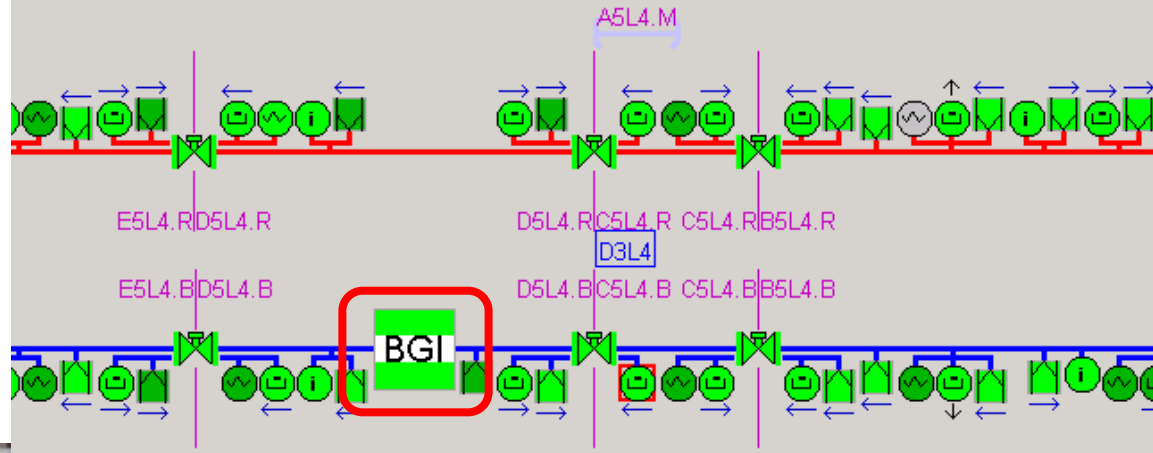 A5L4.M
i i
E5L4.R D5L4.R D5L4.R C5L4.R C5L4.R B5L4.R
D3L4
E5L4.B D5L4.B D5L4.B C5L4.B C5L4.B B5L4.B
BGI
i i